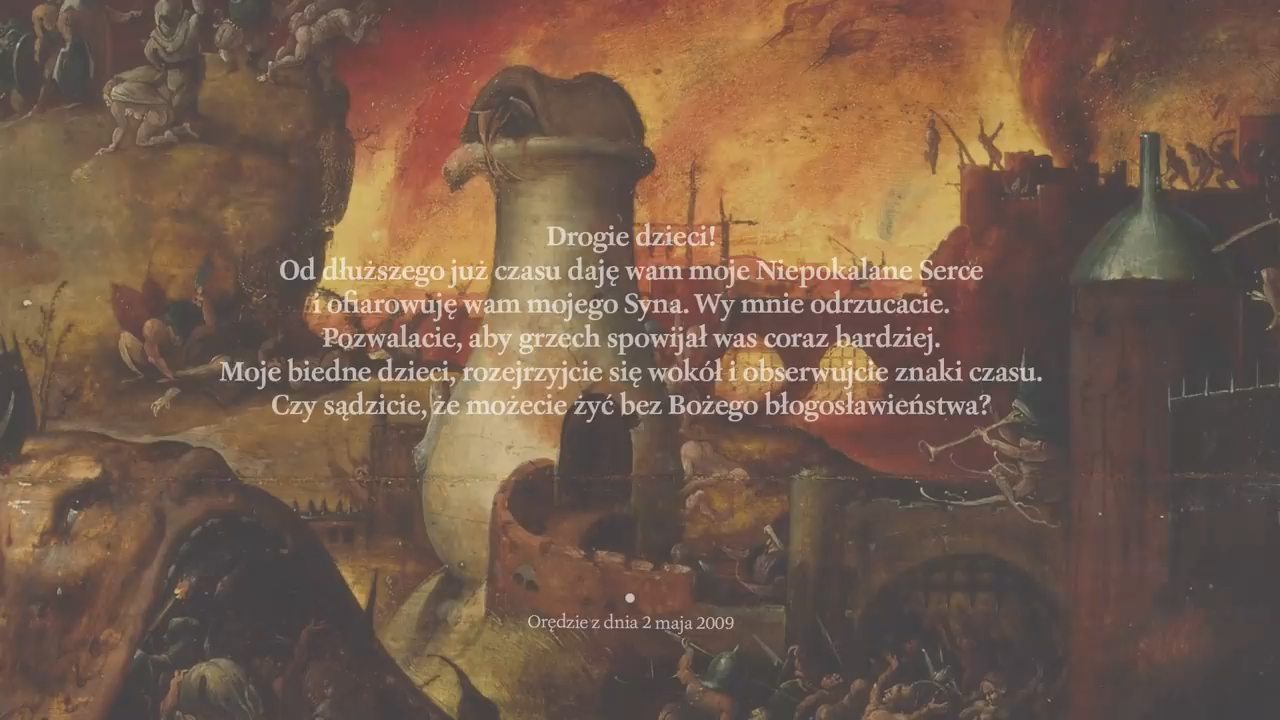 Drogie dzieci!
Od dłuższego już czasu daję wam moje Niepokalane Serce
i ofiarowuję wam mojego Syna. Wy mnie odrzucacie.
Pozwalacie, aby grzech spowijał was coraz bardziej.
Moje biedne dzieci, rozejrzyjcie się wokół i obserwujcie znaki czasu.
Czy sądzicie, że możecie żyć bez Bożego błogosławieństwa?
Orędzie z dnia 2 maja 2009